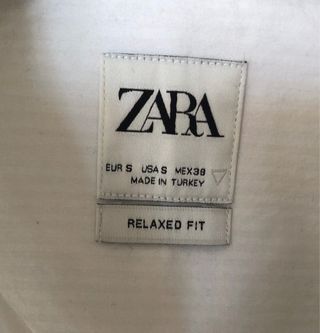 ZARA
EUR S USA S MEX 38
MADE IN TURKEY
RELAXED FIT